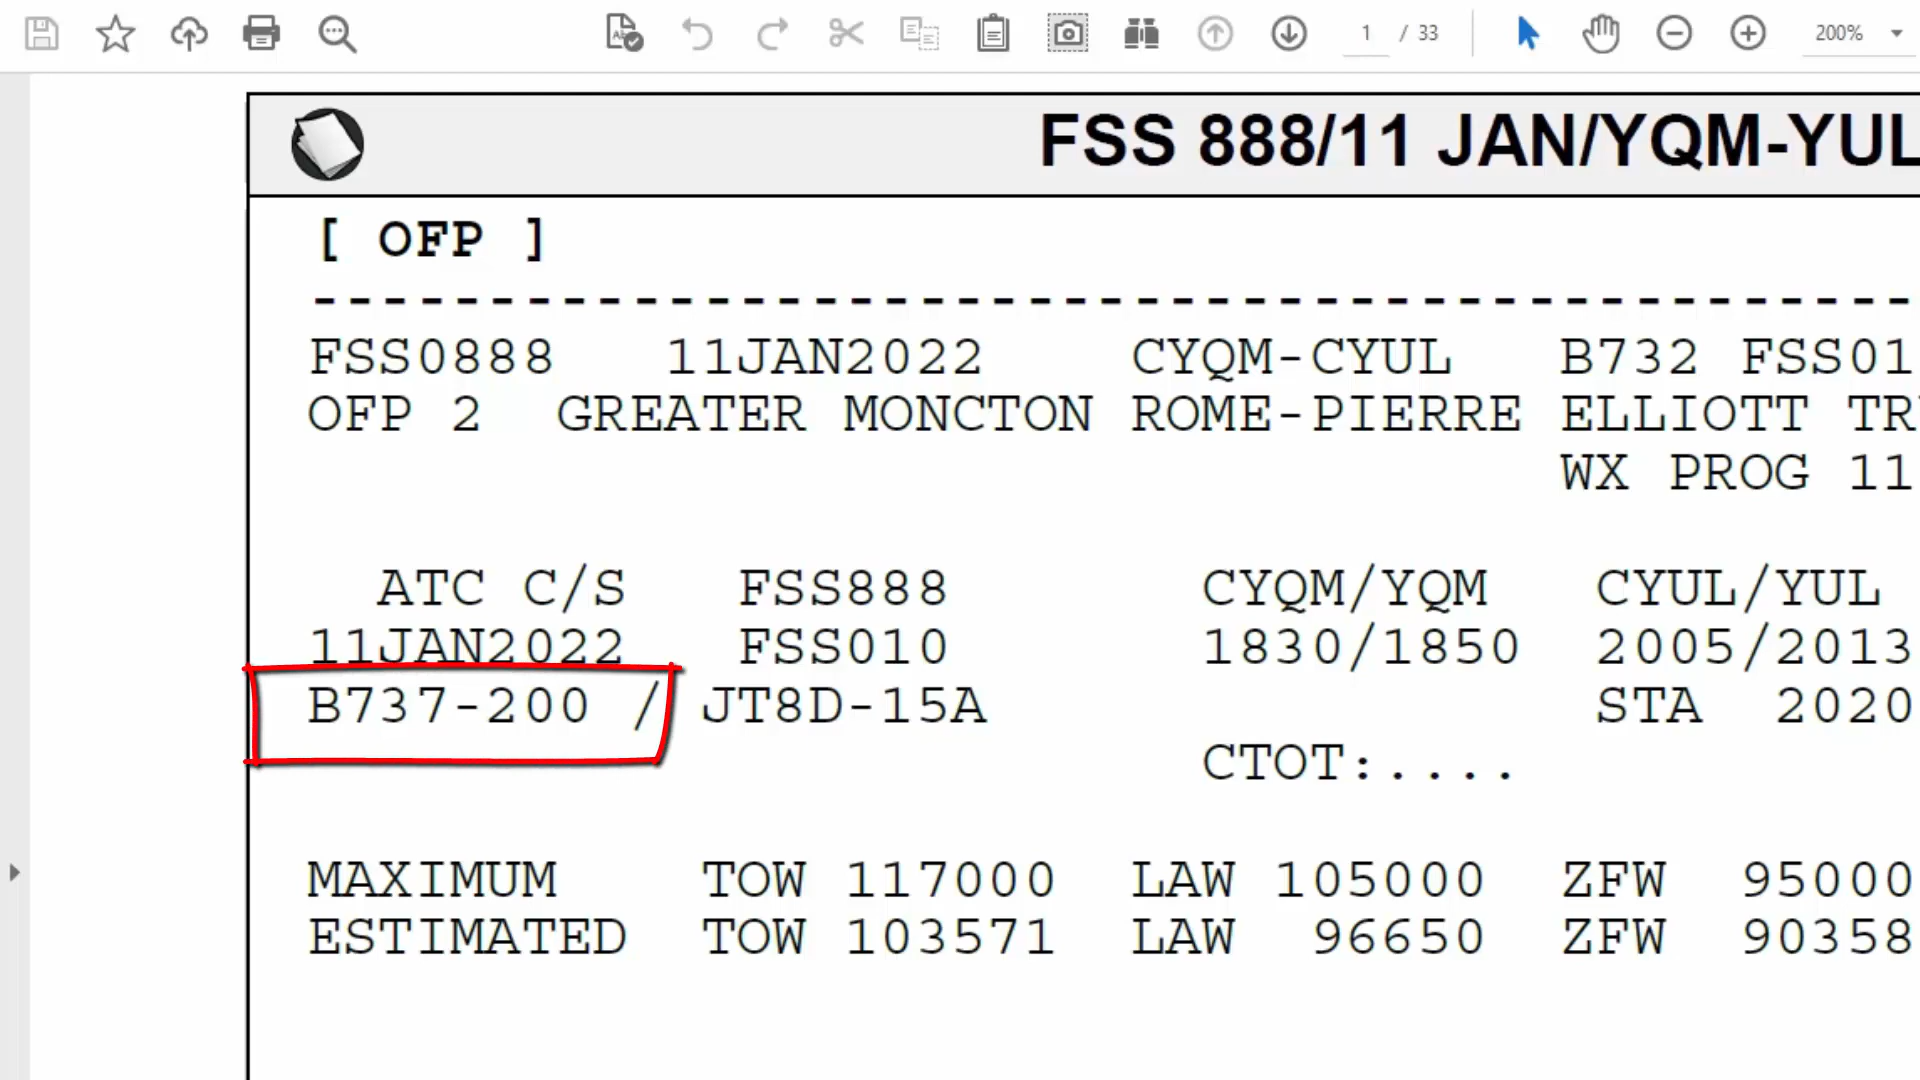 1 / 33
200%
FSS 888/11 JAN/YQM-YUL
[ OFP ]
--------------------------------------------
FSS0888 11JAN2022 CYQM-CYUL B732 FSS01
OFP 2 GREATER MONCTON ROME-PIERRE ELLIOTT TR
WX PROG 11
ATC C/S FSS888 CYQM/YQM CYUL/YUL
11JAN2022 FSS010 1830/1850 2005/2013
B737-200 / JT8D-15A STA 2020
CTOT:....
MAXIMUM TOW 117000 LAW 105000 ZFW 95000
ESTIMATED TOW 103571 LAW 96650 ZFW 90358